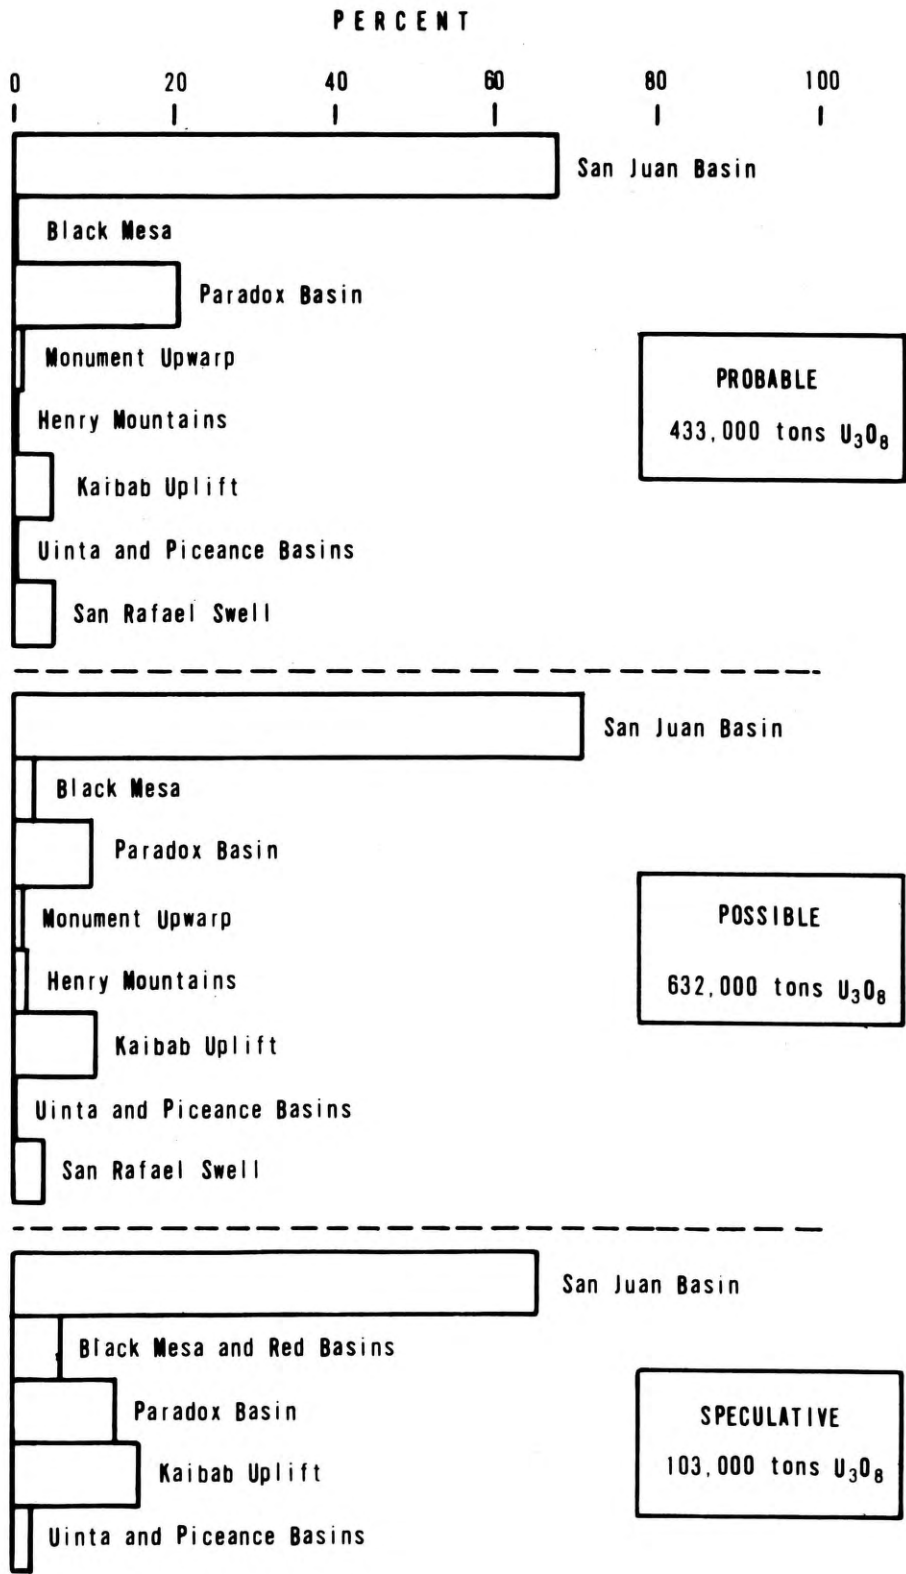 PERCENT
0 20 40 60 80 100
San Juan Basin
Black Mesa
Paradox Basin
Monument Upwarp
Henry Mountains
Kaibab Uplift
Uinta and Piceance Basins
San Rafael Swell
PROBABLE
433,000 tons U₃O₈
San Juan Basin
Black Mesa
Paradox Basin
Monument Upwarp
Henry Mountains
Kaibab Uplift
Uinta and Piceance Basins
San Rafael Swell
POSSIBLE
632,000 tons U₃O₈
San Juan Basin
Black Mesa and Red Basins
Paradox Basin
Kaibab Uplift
Uinta and Piceance Basins
SPECULATIVE
103,000 tons U₃O₈